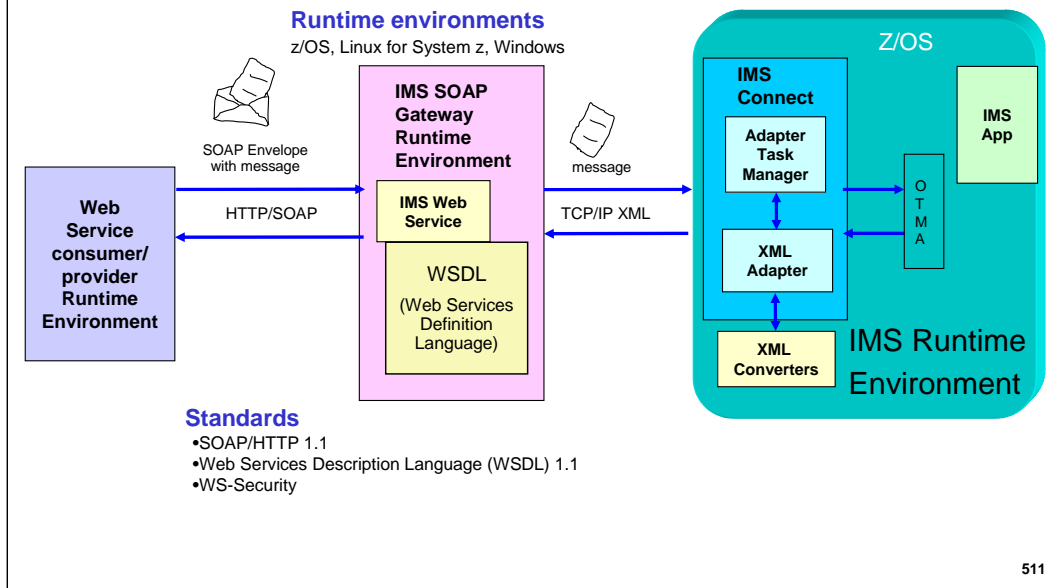 Runtime environments
z/OS, Linux for System z, Windows
Z/OS
SOAP Envelope
with message
IMS SOAP
Gateway
Runtime
Environment
message
IMS
Connect
Adapter
Task
Manager
IMS
App
Web
Service
consumer/
provider
Runtime
Environment
HTTP/SOAP
IMS Web
Service
TCP/IP XML
O
T
M
A
WSDL
(Web Services
Definition
Language)
XML
Adapter
XML
Converters
IMS Runtime
Environment
Standards
•SOAP/HTTP 1.1
•Web Services Description Language (WSDL) 1.1
•WS-Security
511